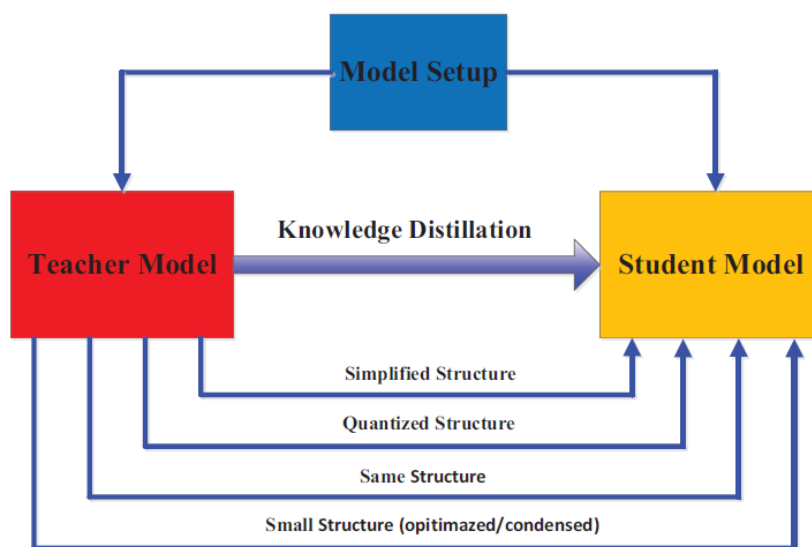 Model Setup
Knowledge Distillation
Teacher Model
Student Model
Simplified Structure
Quantized Structure
Same Structure
Small Structure (opitimazed/condensed)